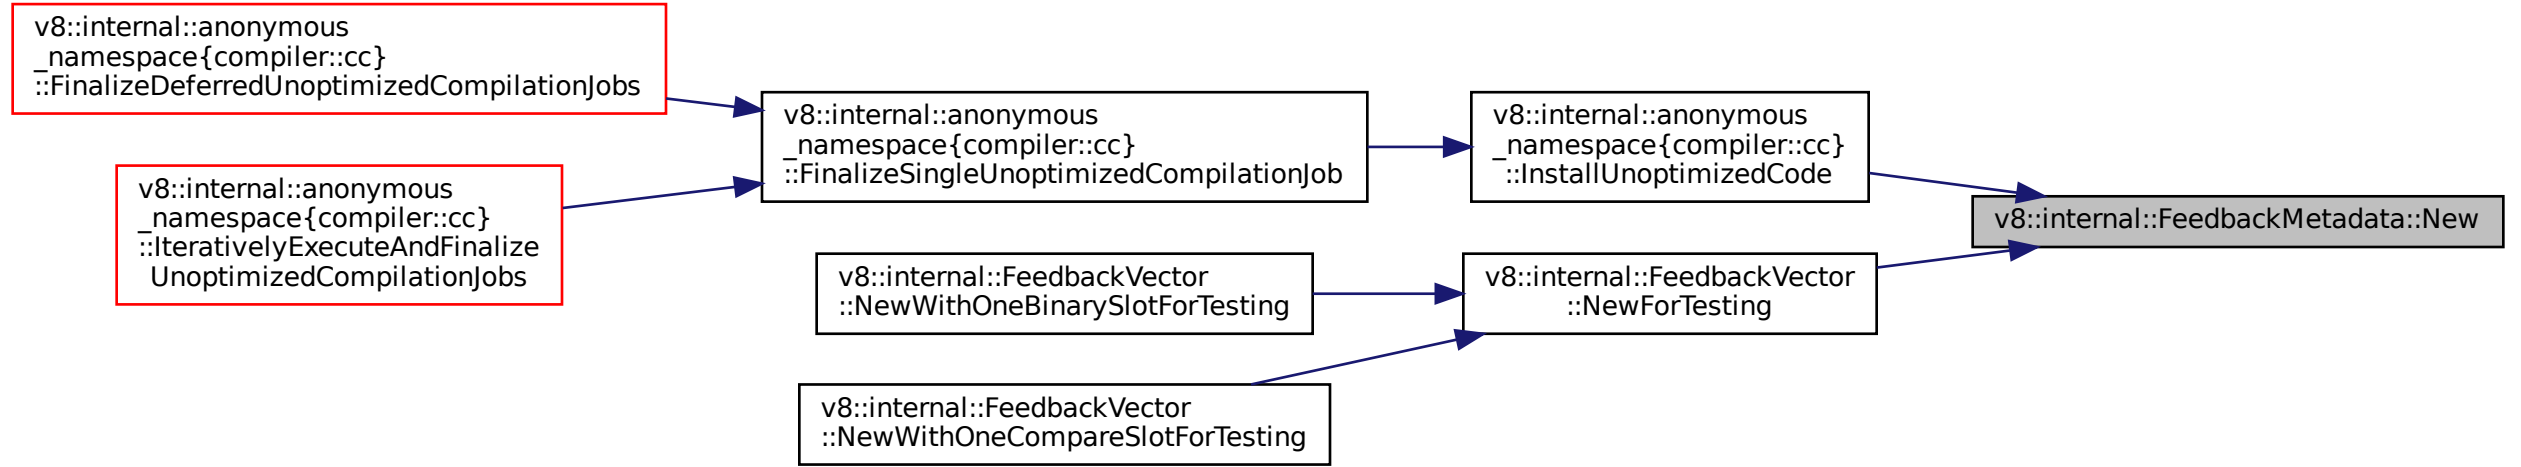 v8::internal::anonymous
_namespace{compiler::cc}
::FinalizeDeferredUnoptimizedCompilationJobs
v8::internal::anonymous
_namespace{compiler::cc}
::IterativelyExecuteAndFinalize
UnoptimizedCompilationJobs
v8::internal::anonymous
_namespace{compiler::cc}
::FinalizeSingleUnoptimizedCompilationJob
v8::internal::FeedbackVector
::NewWithOneBinarySlotForTesting
v8::internal::FeedbackVector
::NewWithOneCompareSlotForTesting
v8::internal::anonymous
_namespace{compiler::cc}
::InstallUnoptimizedCode
v8::internal::FeedbackVector
::NewForTesting
v8::internal::FeedbackMetadata::New